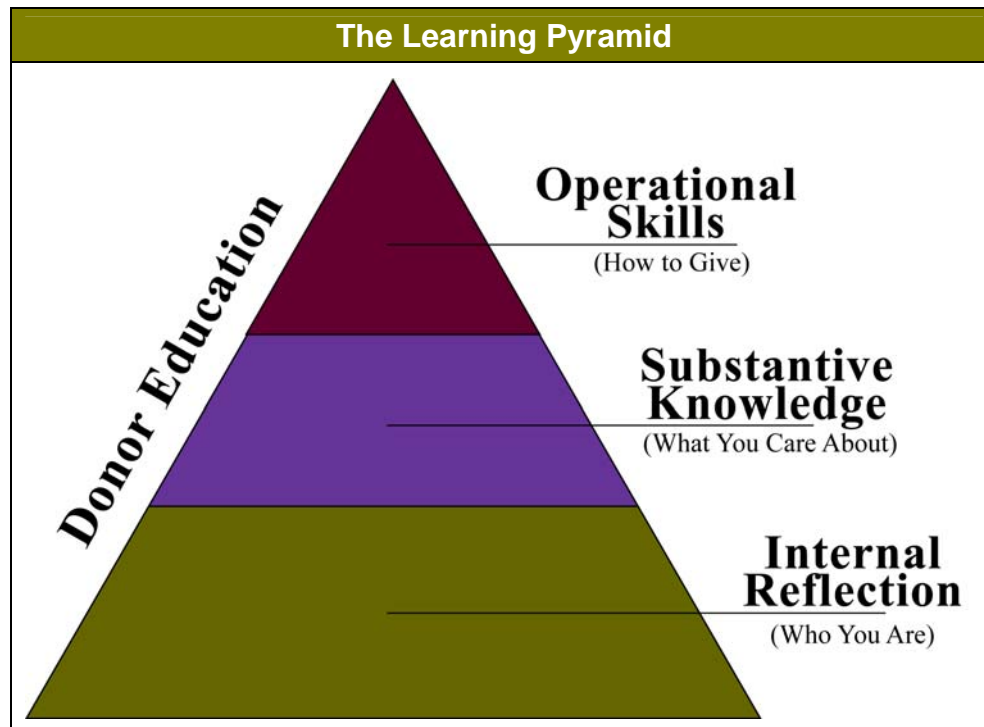 The Learning Pyramid
Donor Education
Operational
Skills
(How to Give)
Substantive
Knowledge
(What You Care About)
Internal
Reflection
(Who You Are)